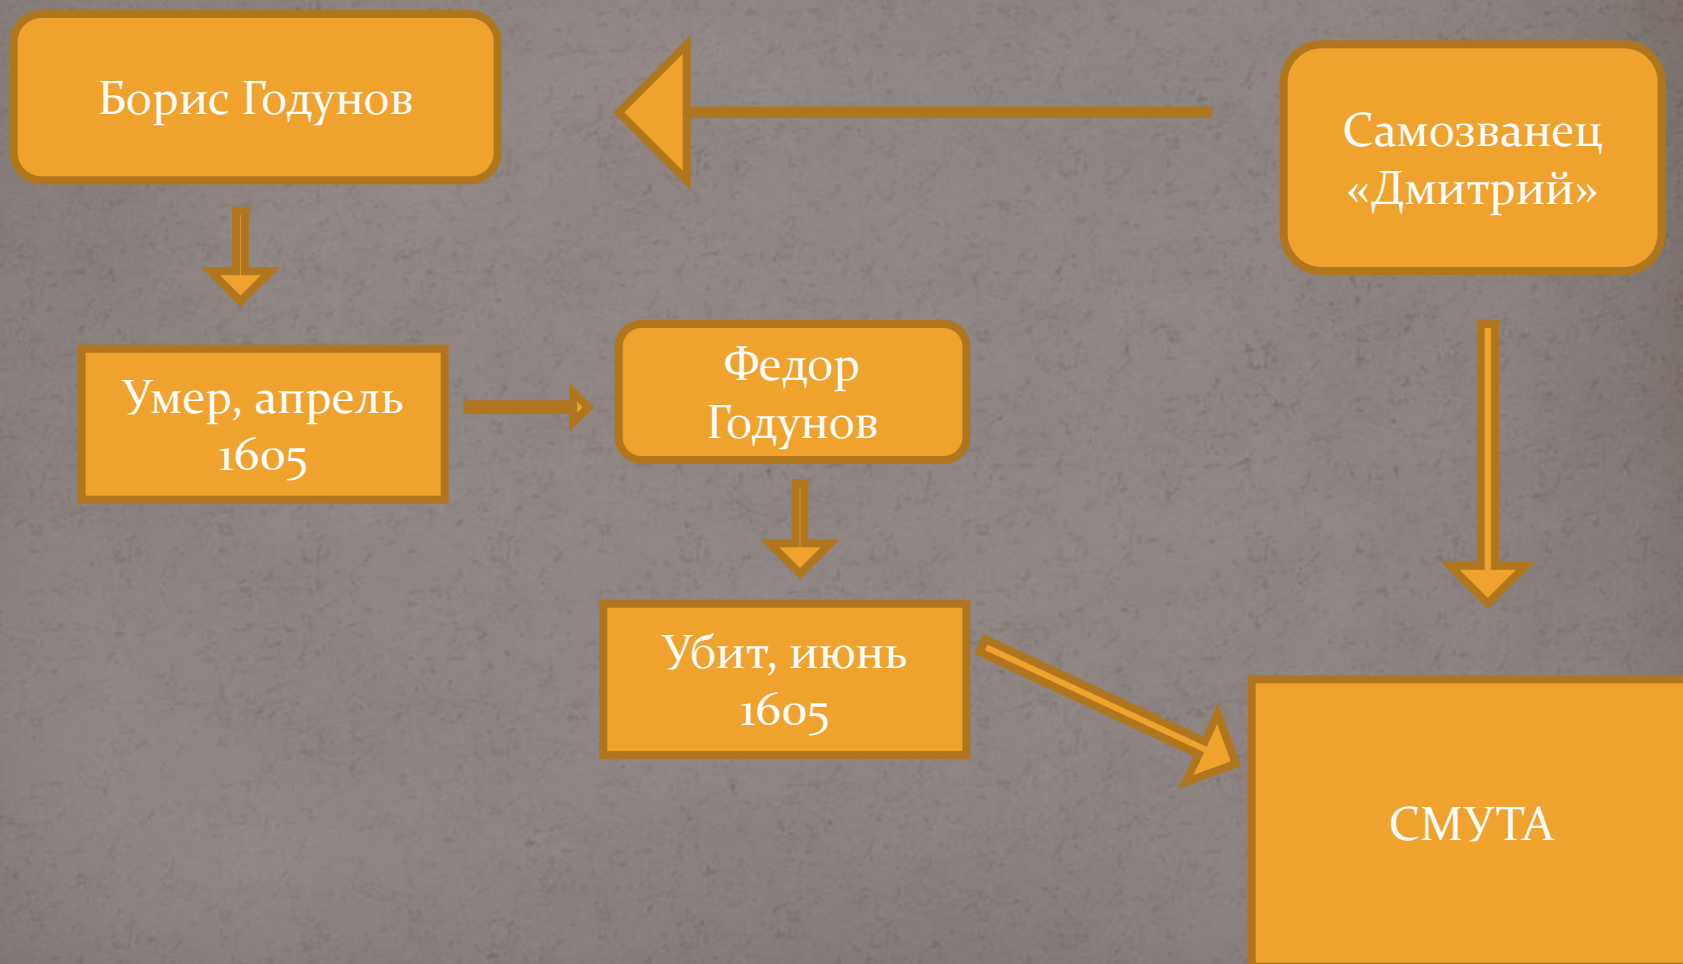 Борис Годунов
Самозванец
«Дмитрий»
Умер, апрель
1605
Федор
Годунов
Убит, июнь
1605
СМУТА